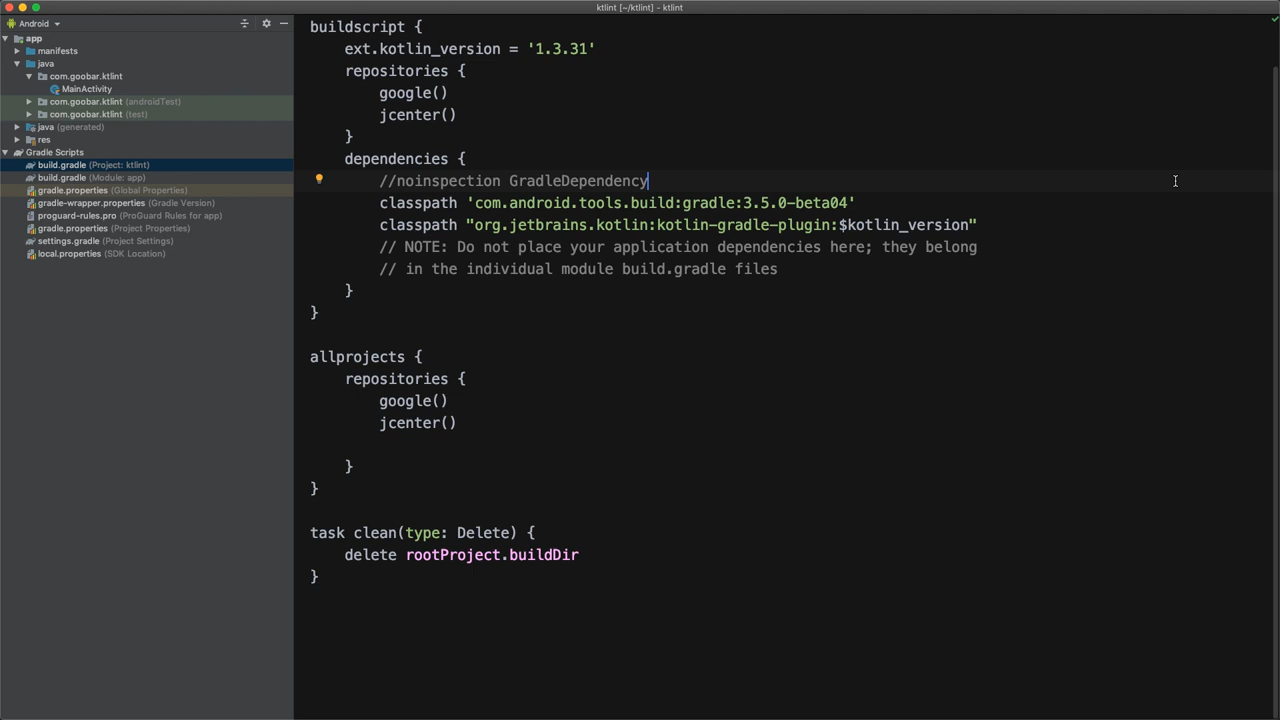 ktlint [~/ktlint] - ktlint
Android
app
manifests
java
com.goobar.ktlint
MainActivity
com.goobar.ktlint (androidTest)
com.goobar.ktlint (test)
java (generated)
res
Gradle Scripts
build.gradle (Project: ktlint)
build.gradle (Module: app)
gradle.properties (Global Properties)
gradle-wrapper.properties (Gradle Version)
proguard-rules.pro (ProGuard Rules for app)
gradle.properties (Project Properties)
settings.gradle (Project Settings)
local.properties (SDK Location)
buildscript {
    ext.kotlin_version = '1.3.31'
    repositories {
        google()
        jcenter()
    }
    dependencies {
        //noinspection GradleDependency
        classpath 'com.android.tools.build:gradle:3.5.0-beta04'
        classpath "org.jetbrains.kotlin:kotlin-gradle-plugin:$kotlin_version"
        // NOTE: Do not place your application dependencies here; they belong
        // in the individual module build.gradle files
    }
}
allprojects {
    repositories {
        google()
        jcenter()
    }
}
task clean(type: Delete) {
    delete rootProject.buildDir
}